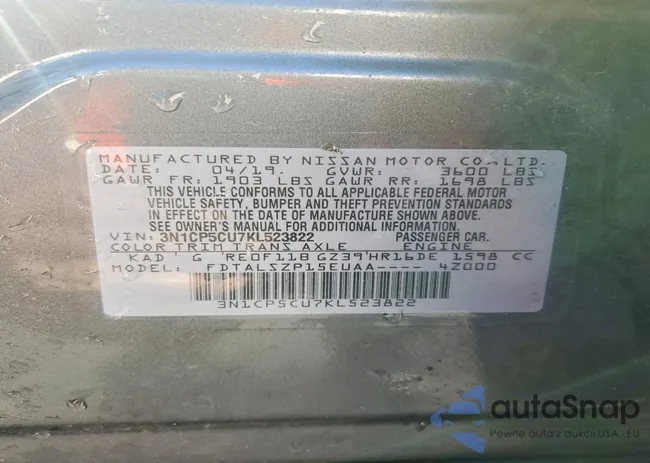 MANUFACTURED BY NISSAN MOTOR CO.,LTD.
DATE: 04/19. GVWR: 3600 LBS
GAWR FR: 1903 LBS GAWR RR: 1698 LBS
THIS VEHICLE CONFORMS TO ALL APPLICABLE FEDERAL MOTOR
VEHICLE SAFETY, BUMPER AND THEFT PREVENTION STANDARDS
IN EFFECT ON THE DATE OF MANUFACTURE SHOWN ABOVE.
SEE OWNER'S MANUAL FOR ADDITIONAL INFORMATION.
VIN: 3N1CP5CU7KL523822 PASSENGER CAR.
COLOR TRIM TRANS AXLE ENGINE
KAD G RE0F11B GZ39 HR16DE 1598 CC
FDTALSZP15EUAA---- 4Z000
3N1CP5CU7KL523822
autoSnap
Pewne auta z aukcji USA - EU